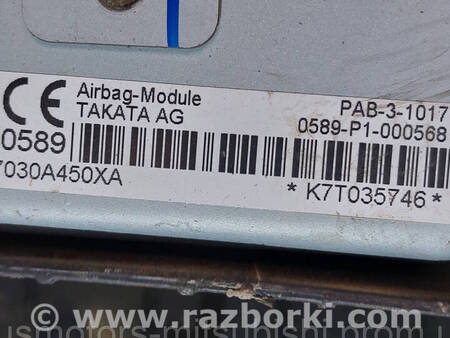 CE Airbag-Module PAB-3-1017
TAKATA AG 0589-P1-000568
0589
7030A450XA * K7T035746 *
www.razborki.com